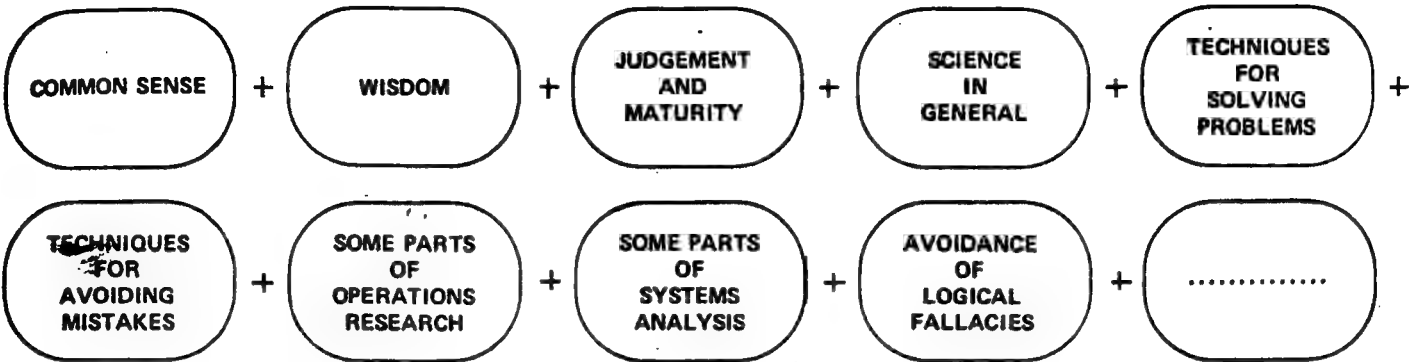 COMMON SENSE
+
WISDOM
+
JUDGEMENT
AND
MATURITY
+
SCIENCE
IN
GENERAL
+
TECHNIQUES
FOR
SOLVING
PROBLEMS
+
TECHNIQUES
FOR
AVOIDING
MISTAKES
+
SOME PARTS
OF
OPERATIONS
RESEARCH
+
SOME PARTS
OF
SYSTEMS
ANALYSIS
+
AVOIDANCE
OF
LOGICAL
FALLACIES
+
..............